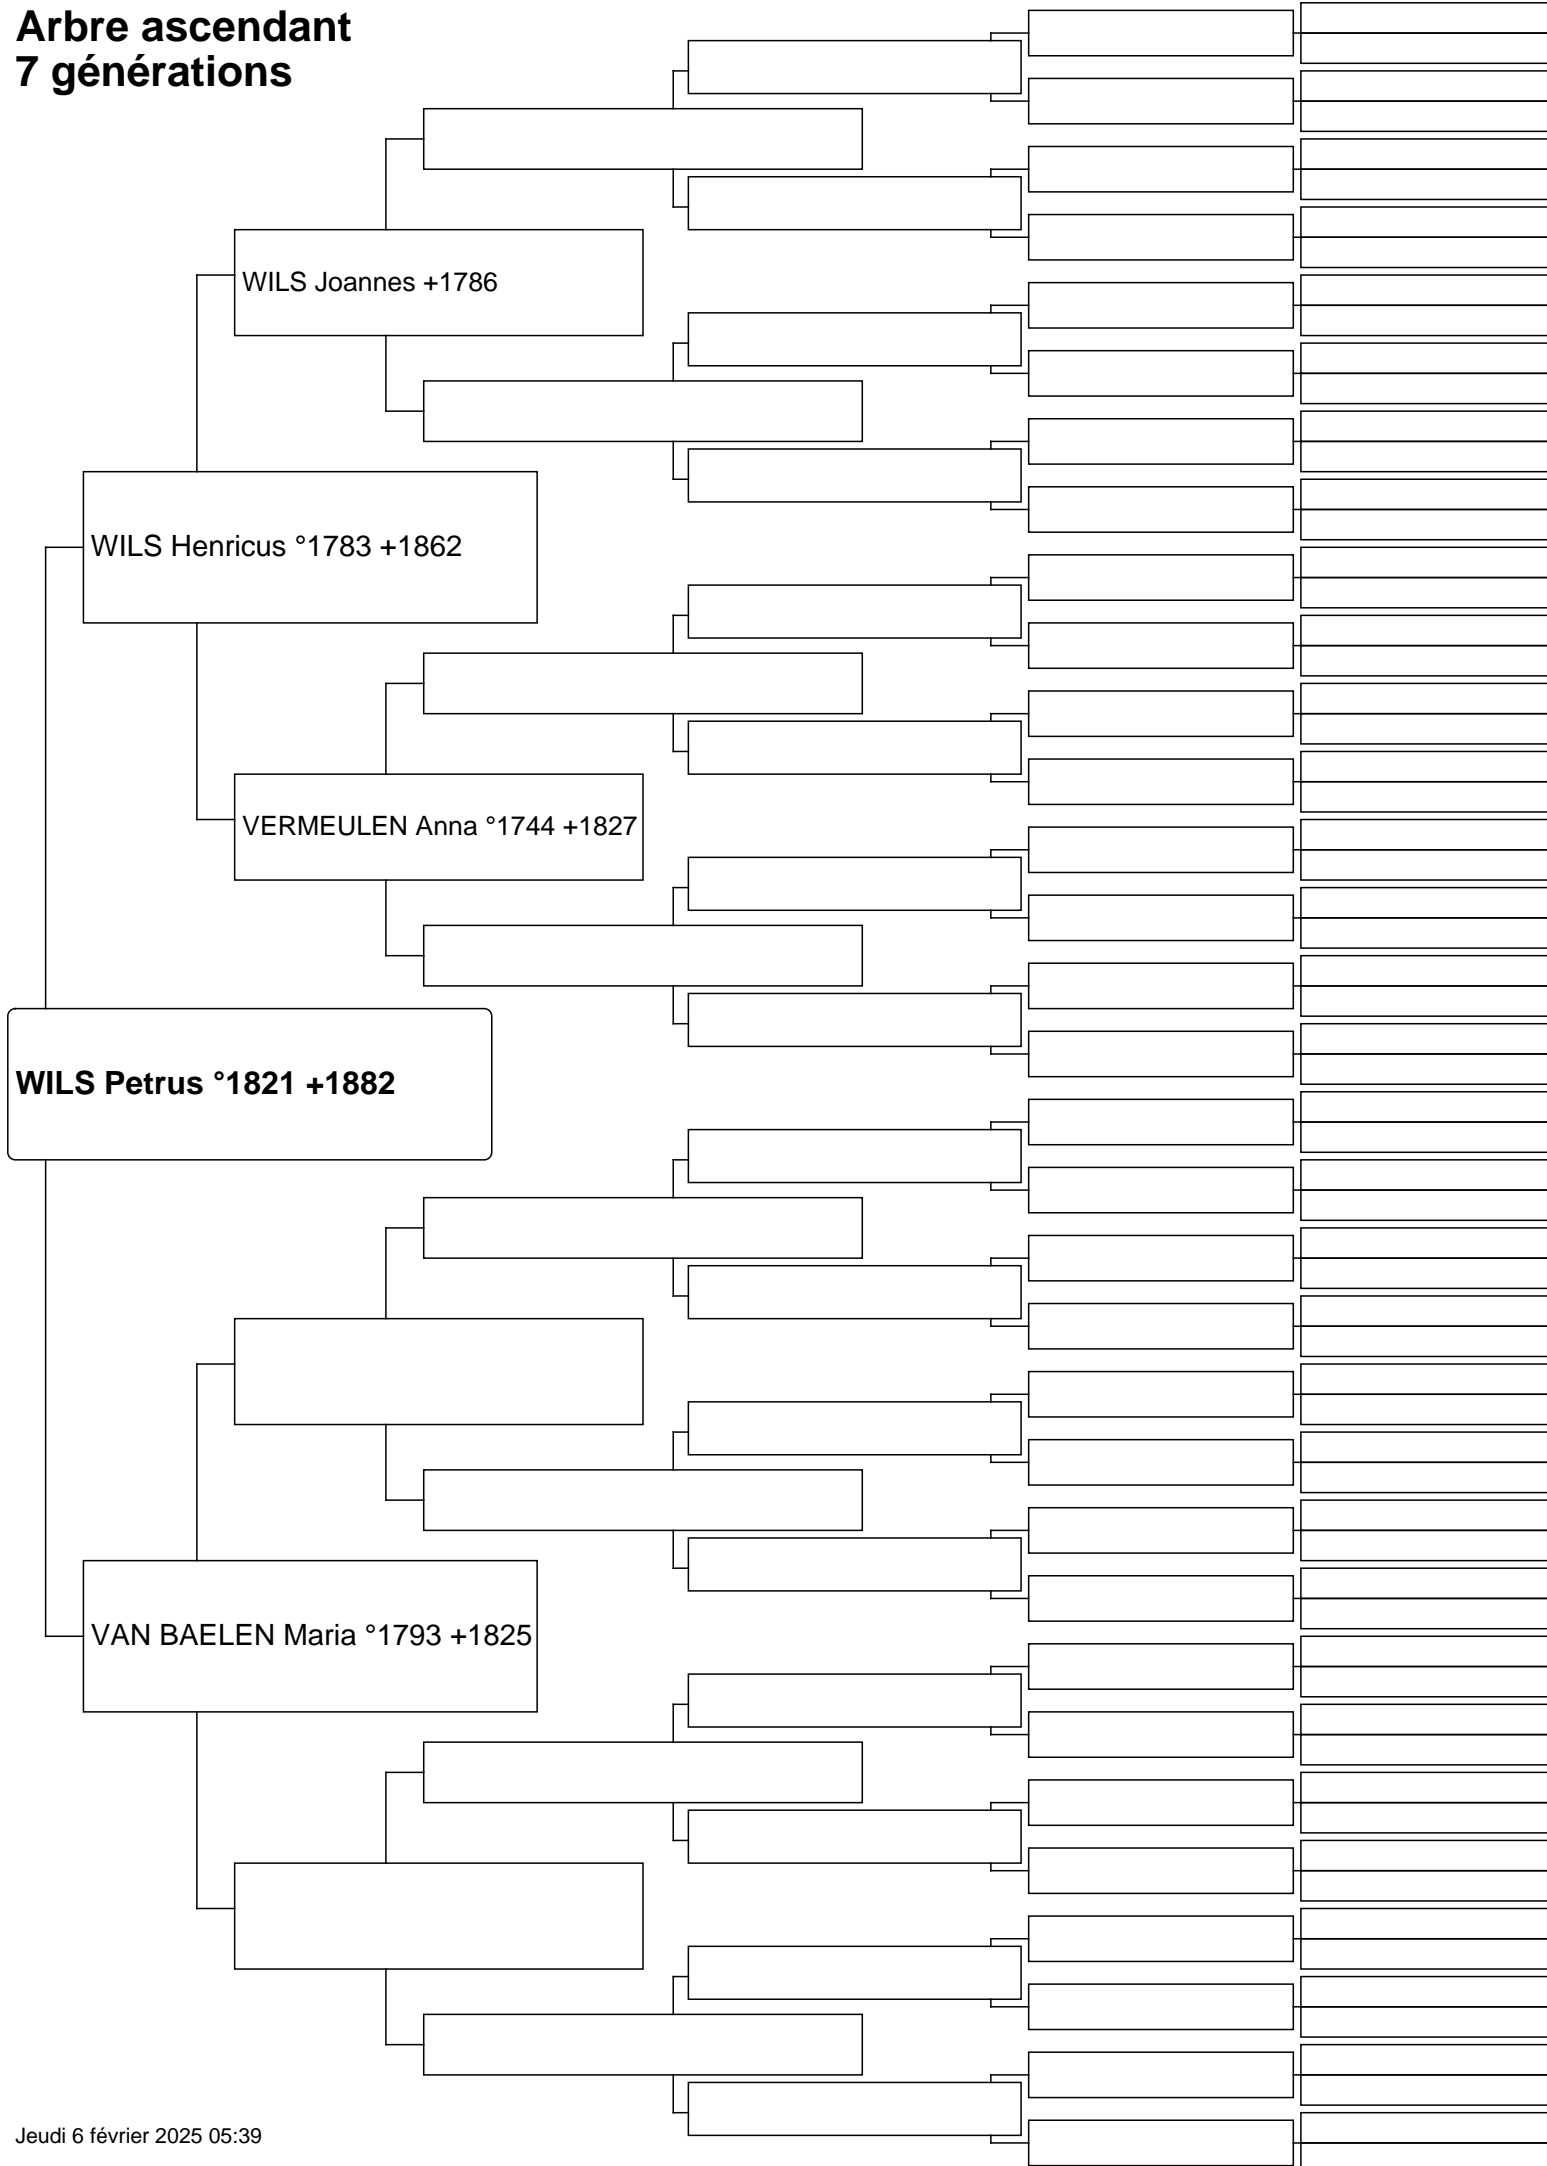 Arbre ascendant
7 générations
WILS Joannes +1786
WILS Henricus °1783 +1862
VERMEULEN Anna °1744 +1827
WILS Petrus °1821 +1882
VAN BAELEN Maria °1793 +1825
Jeudi 6 février 2025 05:39